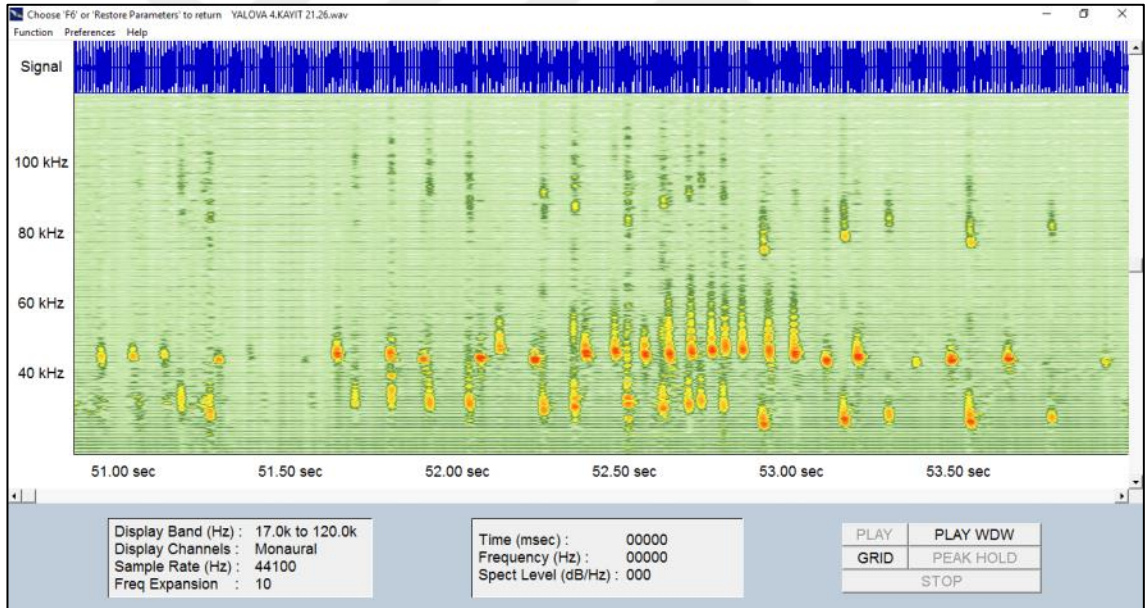 Choose 'F6' or 'Restore Parameters' to return YALOVA 4.KAYIT 21.26.wav
Function Preferences Help
Signal
100 kHz
80 kHz
60 kHz
40 kHz
51.00 sec 51.50 sec 52.00 sec 52.50 sec 53.00 sec 53.50 sec
Display Band (Hz) : 17.0k to 120.0k
Display Channels : Monaural
Sample Rate (Hz) : 44100
Freq Expansion : 10
Time (msec) : 00000
Frequency (Hz) : 00000
Spect Level (dB/Hz) : 000
PLAY PLAY WDW
GRID PEAK HOLD
STOP